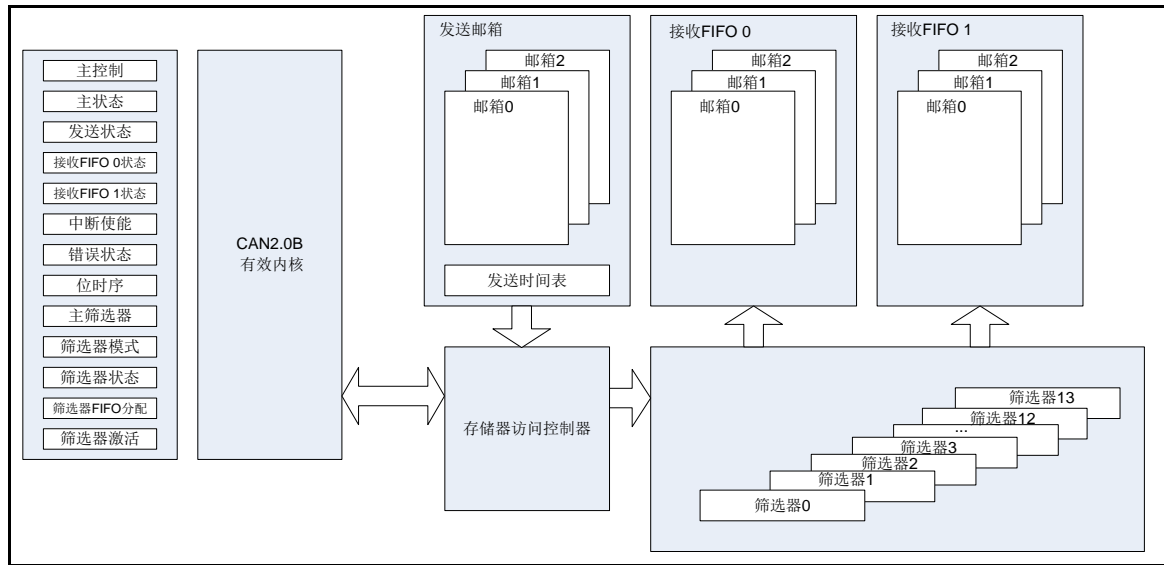 主控制
主状态
发送状态
接收FIFO 0状态
接收FIFO 1状态
中断使能
错误状态
位时序
主筛选器
筛选器模式
筛选器状态
筛选器FIFO分配
筛选器激活
CAN2.0B
有效内核
发送邮箱
邮箱2
邮箱1
邮箱0
发送时间表
接收FIFO 0
邮箱2
邮箱1
邮箱0
接收FIFO 1
邮箱2
邮箱1
邮箱0
存储器访问控制器
筛选器13
筛选器12
...
筛选器3
筛选器2
筛选器1
筛选器0